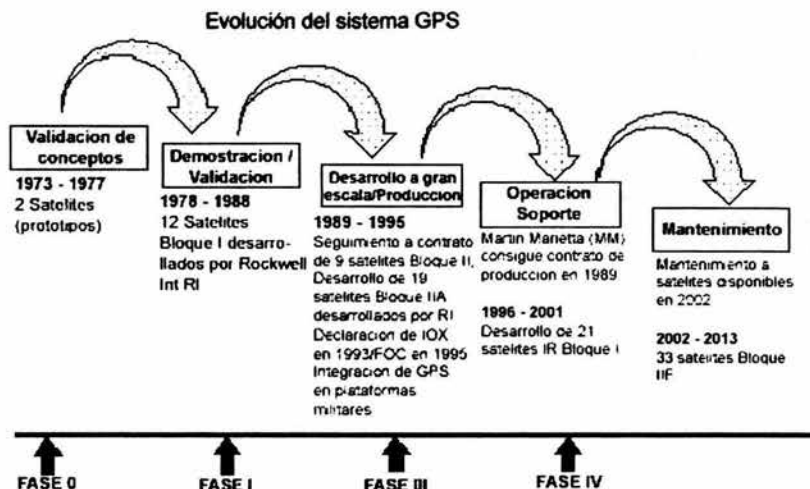 Evolución del sistema GPS
Validacion de
conceptos
1973 - 1977
2 Satelites
(prototipos)
Demostracion /
Validacion
1978 - 1988
12 Satelites
Bloque I desarro-
llados por Rockwell
Int RI
Desarrollo a gran
escala/Produccion
1989 - 1995
Seguimiento a contrato
de 9 satelites Bloque II,
Desarrollo de 19
satelites Bloque IIA
desarrollados por RI
Declaracion de IOX
en 1993/FOC en 1995
Integracion de GPS
en plataformas
militares
Operacion
Soporte
Martin Marietta (MM)
consigue contrato de
produccion en 1989
1996 - 2001
Desarrollo de 21
satelites IR Bloque I
Mantenimiento
Mantenimiento a
satelites disponibles
en 2002
2002 - 2013
33 satelites Bloque
IIF
FASE 0
FASE I
FASE III
FASE IV